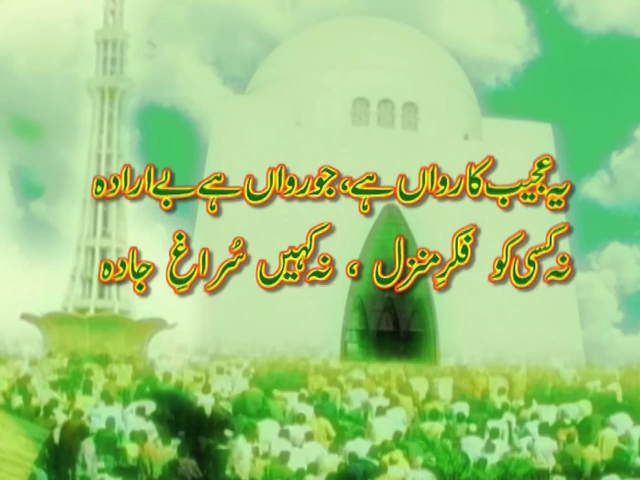 یہ عجیب کارواں ہے، جو رواں ہے بے ارادہ
نہ کسی کو فکرِ منزل ، نہ کہیں سُراغِ جادہ